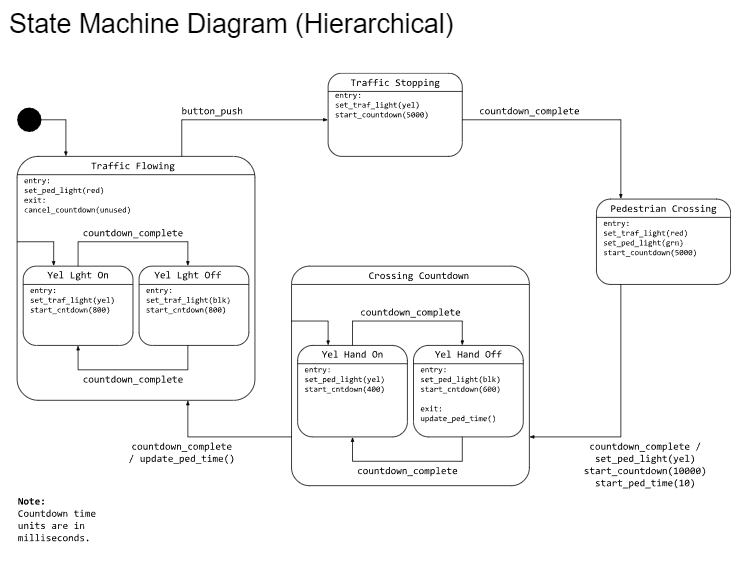 State Machine Diagram (Hierarchical)
Traffic Stopping
entry:
set_traf_light(yel)
start_countdown(5000)
button_push
countdown_complete
Traffic Flowing
entry:
set_ped_light(red)
exit:
cancel_countdown(unused)
countdown_complete
Yel Lght On
entry:
set_traf_light(yel)
start_cntdown(800)
Yel Lght Off
entry:
set_traf_light(blk)
start_cntdown(800)
countdown_complete
Pedestrian Crossing
entry:
set_traf_light(red)
set_ped_light(grn)
start_countdown(5000)
Crossing Countdown
countdown_complete
Yel Hand On
entry:
set_ped_light(yel)
start_cntdown(400)
Yel Hand Off
entry:
set_ped_light(blk)
start_cntdown(600)
exit:
update_ped_time()
countdown_complete
countdown_complete
/ update_ped_time()
countdown_complete /
set_ped_light(yel)
start_countdown(10000)
start_ped_time(10)
Note:
Countdown time
units are in
milliseconds.